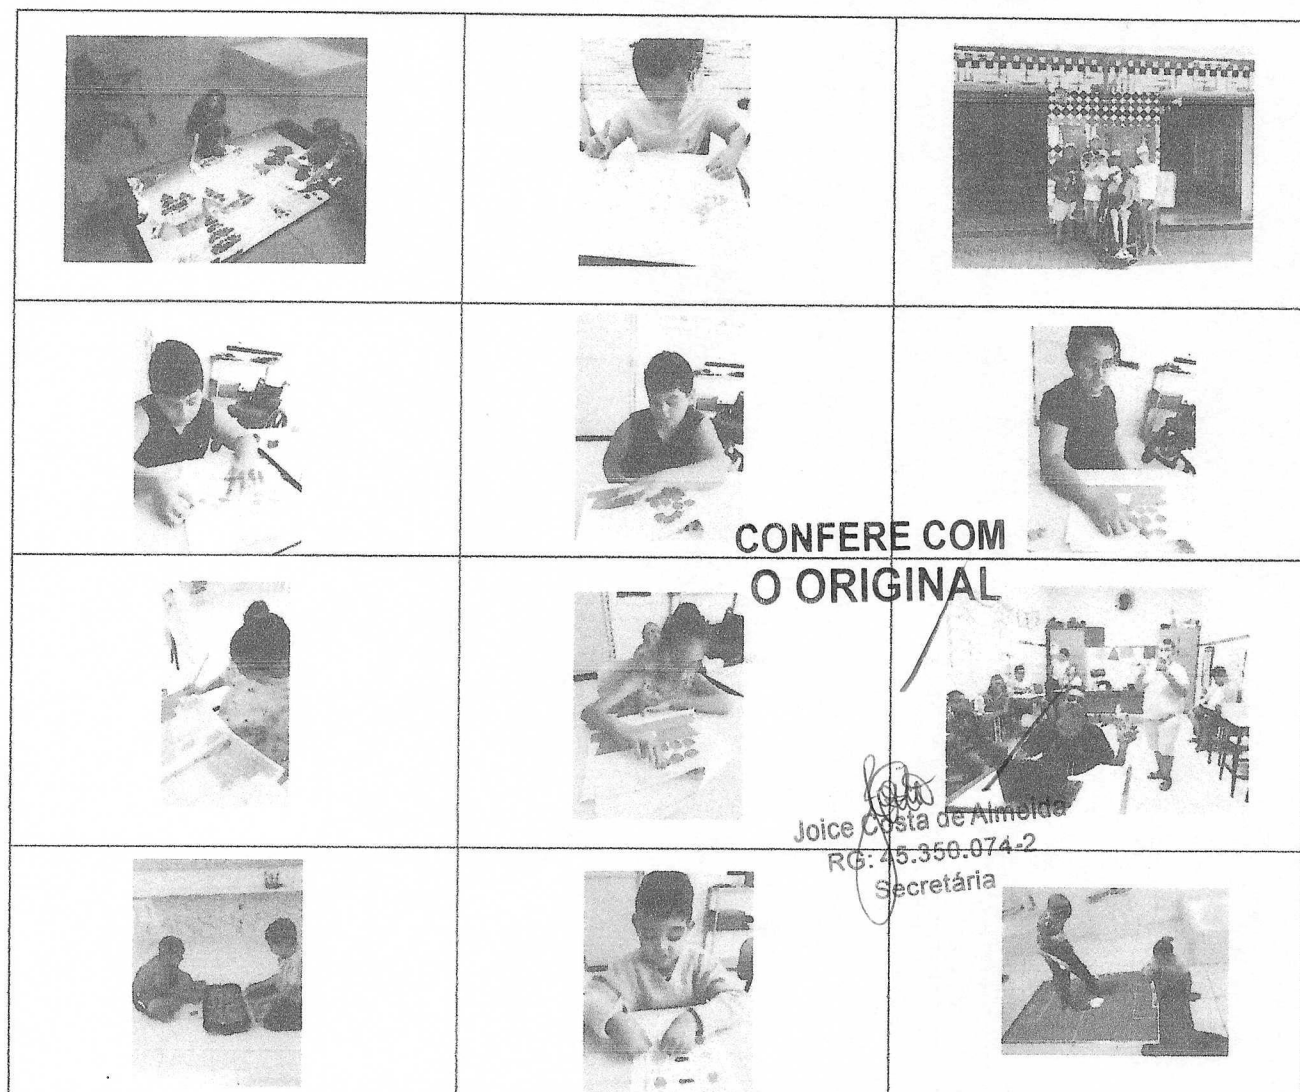 CONFERE COM
O ORIGINAL
Joice Costa de Almeida
RG: 45.350.074-2
Secretária